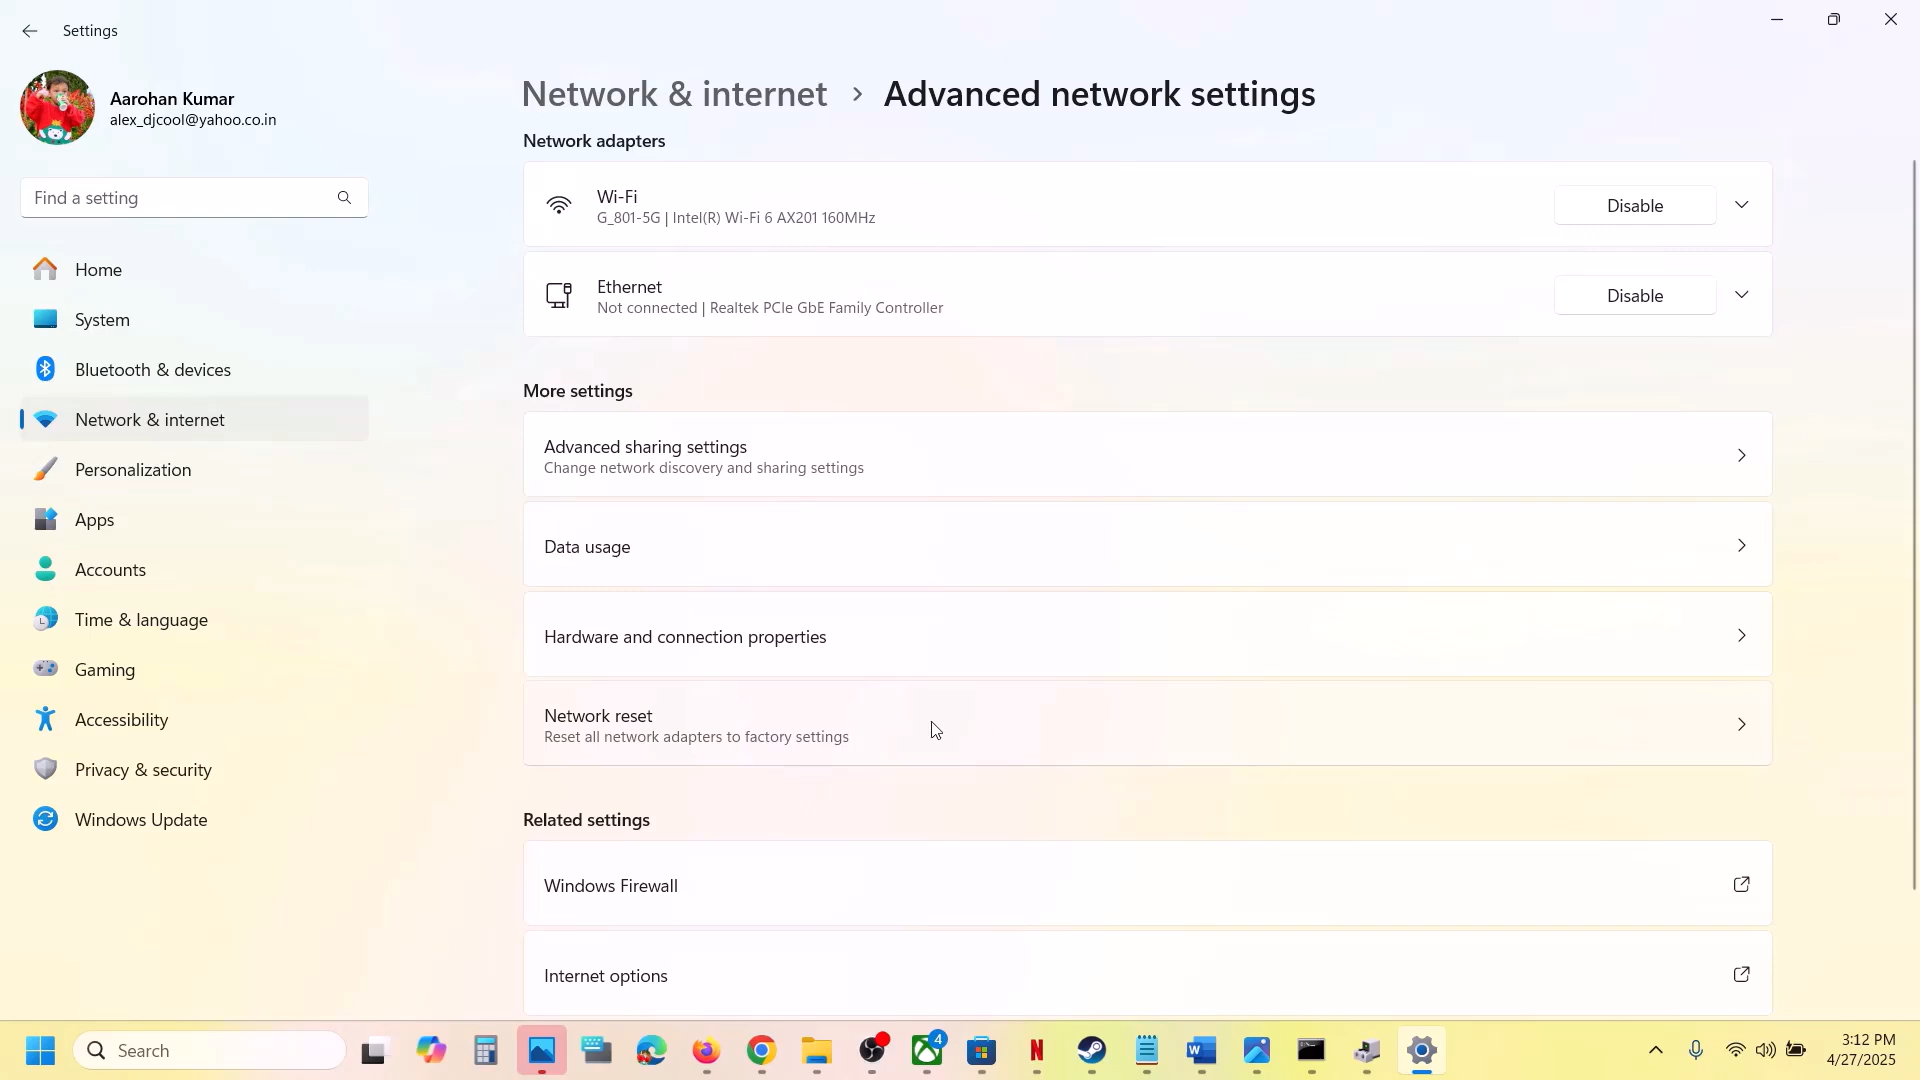 Settings
Aarohan Kumar
alex_djcool@yahoo.co.in
Find a setting
Home
System
Bluetooth & devices
Network & internet
Personalization
Apps
Accounts
Time & language
Gaming
Accessibility
Privacy & security
Windows Update
Network & internet > Advanced network settings
Network adapters
Wi-Fi
G_801-5G | Intel(R) Wi-Fi 6 AX201 160MHz
Disable
Ethernet
Not connected | Realtek PCIe GbE Family Controller
Disable
More settings
Advanced sharing settings
Change network discovery and sharing settings
Data usage
Hardware and connection properties
Network reset
Reset all network adapters to factory settings
Related settings
Windows Firewall
Internet options
Search
4
3:12 PM
4/27/2025